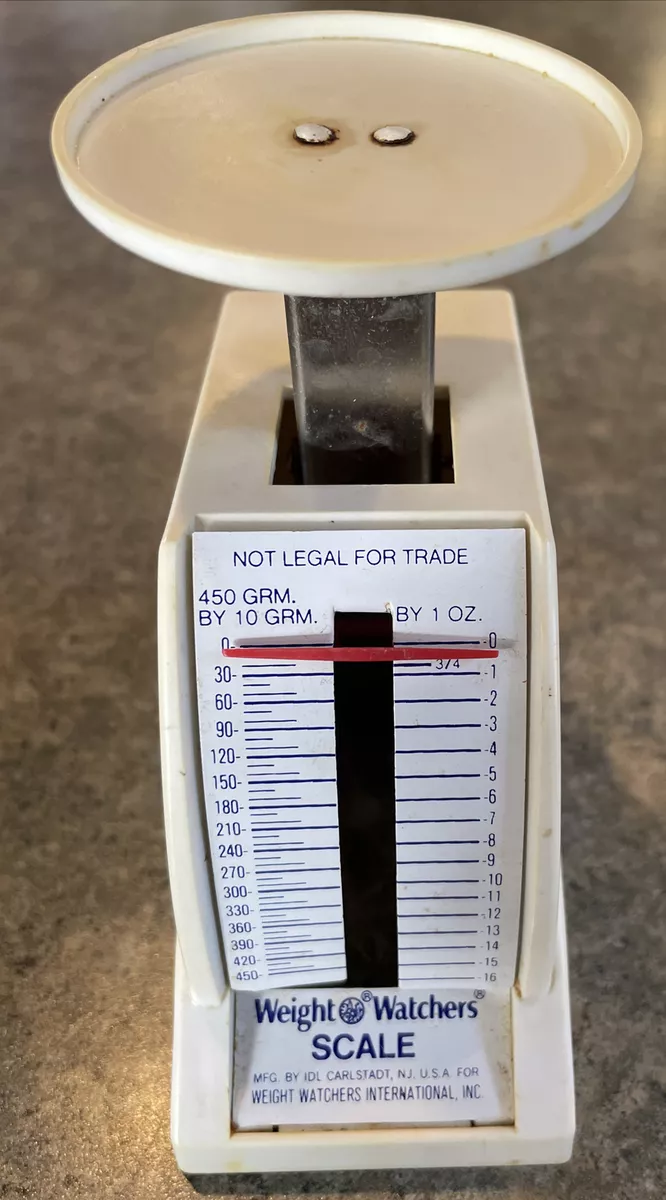 NOT LEGAL FOR TRADE
450 GRM.
BY 10 GRM. BY 1 OZ.
0- -0
3/4
30- -1
60- -2
90- -3
120- -4
150- -5
180- -6
210- -7
240- -8
270- -9
300- -10
-11
330- -12
360- -13
390- -14
420- -15
450- -16
Weight ® Watchers®
SCALE
MFG. BY IDL CARLSTADT, N.J. U.S.A. FOR
WEIGHT WATCHERS INTERNATIONAL, INC.